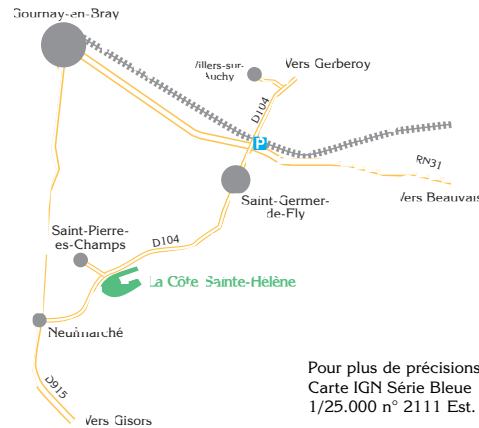 Gournay-en-Bray
Villers-sur-
Auchy
Vers Gerberoy
D104
P
RN31
Saint-Germer-
de-Fly
Vers Beauvais
Saint-Pierre-
es-Champs
D104
La Côte Sainte-Helène
Neufmarché
D915
Vers Gisors
Pour plus de précisions
Carte IGN Série Bleue
1/25.000 n° 2111 Est.